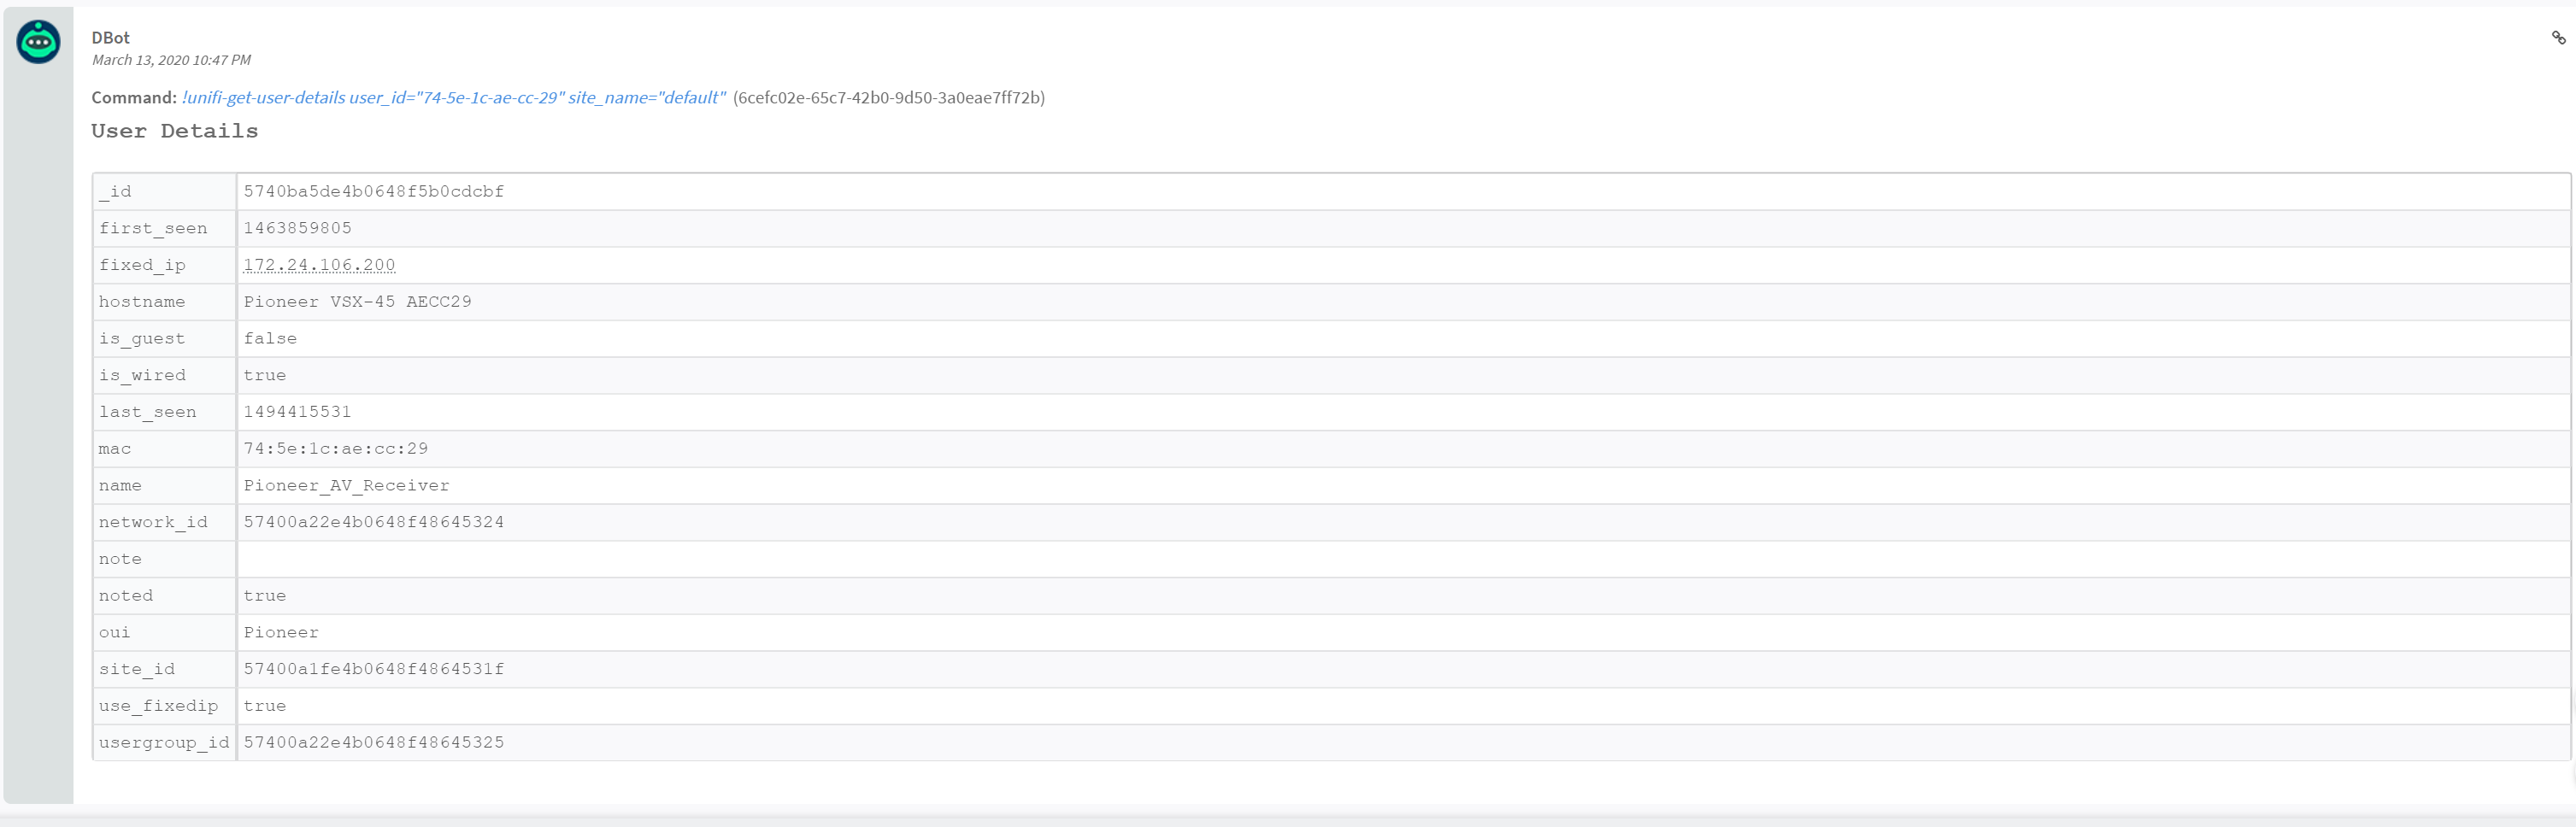 DBot
March 13, 2020 10:47 PM
Command: !unifi-get-user-details user_id="74-5e-1c-ae-cc-29" site_name="default" (6cefc02e-65c7-42b0-9d50-3a0eae7ff72b)
User Details
_id 5740ba5de4b0648f5b0cdcbf
first_seen 1463859805
fixed_ip 172.24.106.200
hostname Pioneer VSX-45 AECC29
is_guest false
is_wired true
last_seen 1494415531
mac 74:5e:1c:ae:cc:29
name Pioneer_AV_Receiver
network_id 57400a22e4b0648f48645324
note
noted true
oui Pioneer
site_id 57400a1fe4b0648f4864531f
use_fixedip true
usergroup_id 57400a22e4b0648f48645325